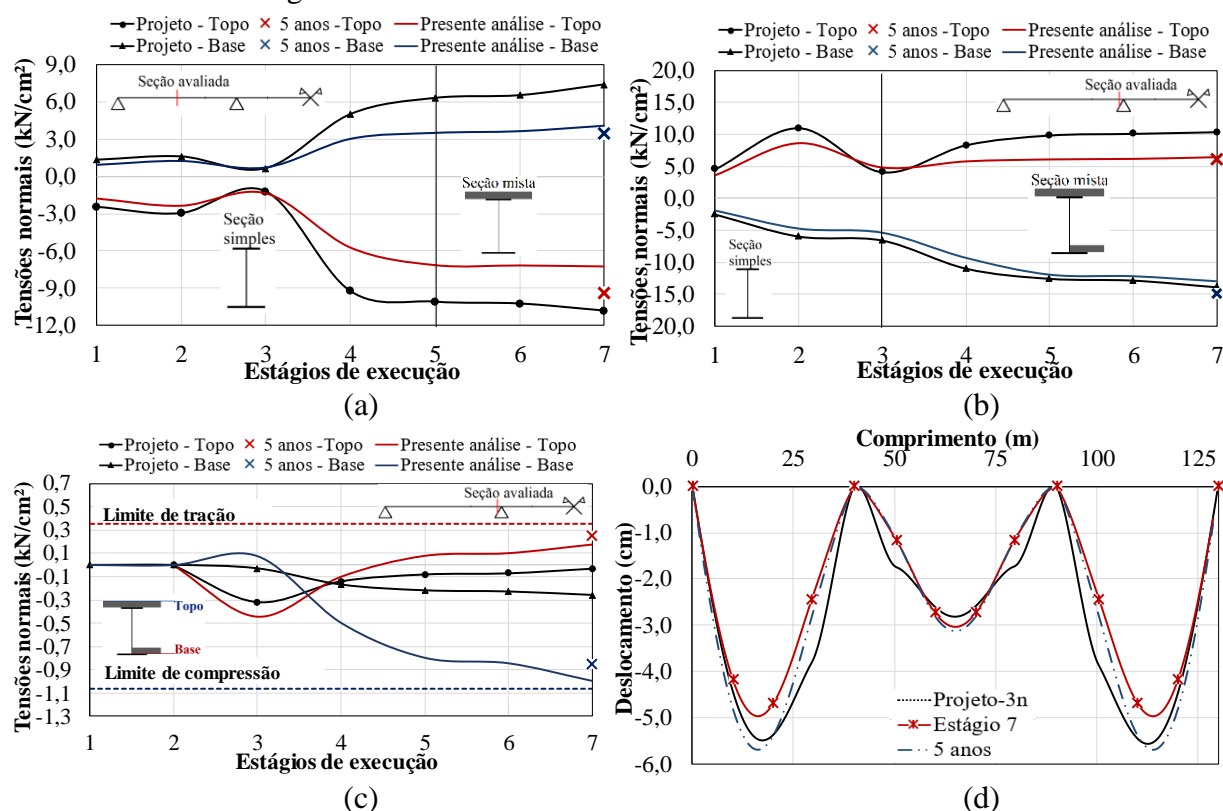 Projeto - Topo 5 anos -Topo Presente análise - Topo
Projeto - Base 5 anos - Base Presente análise - Base
Tensões normais (kN/cm²)
9,0
6,0
3,0
0,0
-3,0
-6,0
-9,0
-12,0
Seção avaliada
Seção mista
Seção
simples
1 2 3 4 5 6 7
Estágios de execução
(a)
Projeto - Topo 5 anos - Topo Presente análise - Topo
Projeto - Base 5 anos - Base Presente análise - Base
Tensões normais (kN/cm²)
20,0
15,0
10,0
5,0
0,0
-5,0
-10,0
-15,0
-20,0
Seção avaliada
Seção mista
Seção
simples
1 2 3 4 5 6 7
Estágios de execução
(b)
Projeto - Topo 5 anos -Topo Presente análise - Topo
Projeto - Base 5 anos - Base Presente análise - Base
Tensões normais (kN/cm²)
0,7
0,5
0,3
0,1
-0,1
-0,3
-0,5
-0,7
-0,9
-1,1
-1,3
Seção avaliada
Limite de tração
Topo
Base
Limite de compressão
1 2 3 4 5 6 7
Estágios de execução
(c)
Comprimento (m)
0 25 50 75 100 125
Deslocamento (cm)
0,0
-1,0
-2,0
-3,0
-4,0
-5,0
-6,0
Projeto-3n
Estágio 7
5 anos
(d)